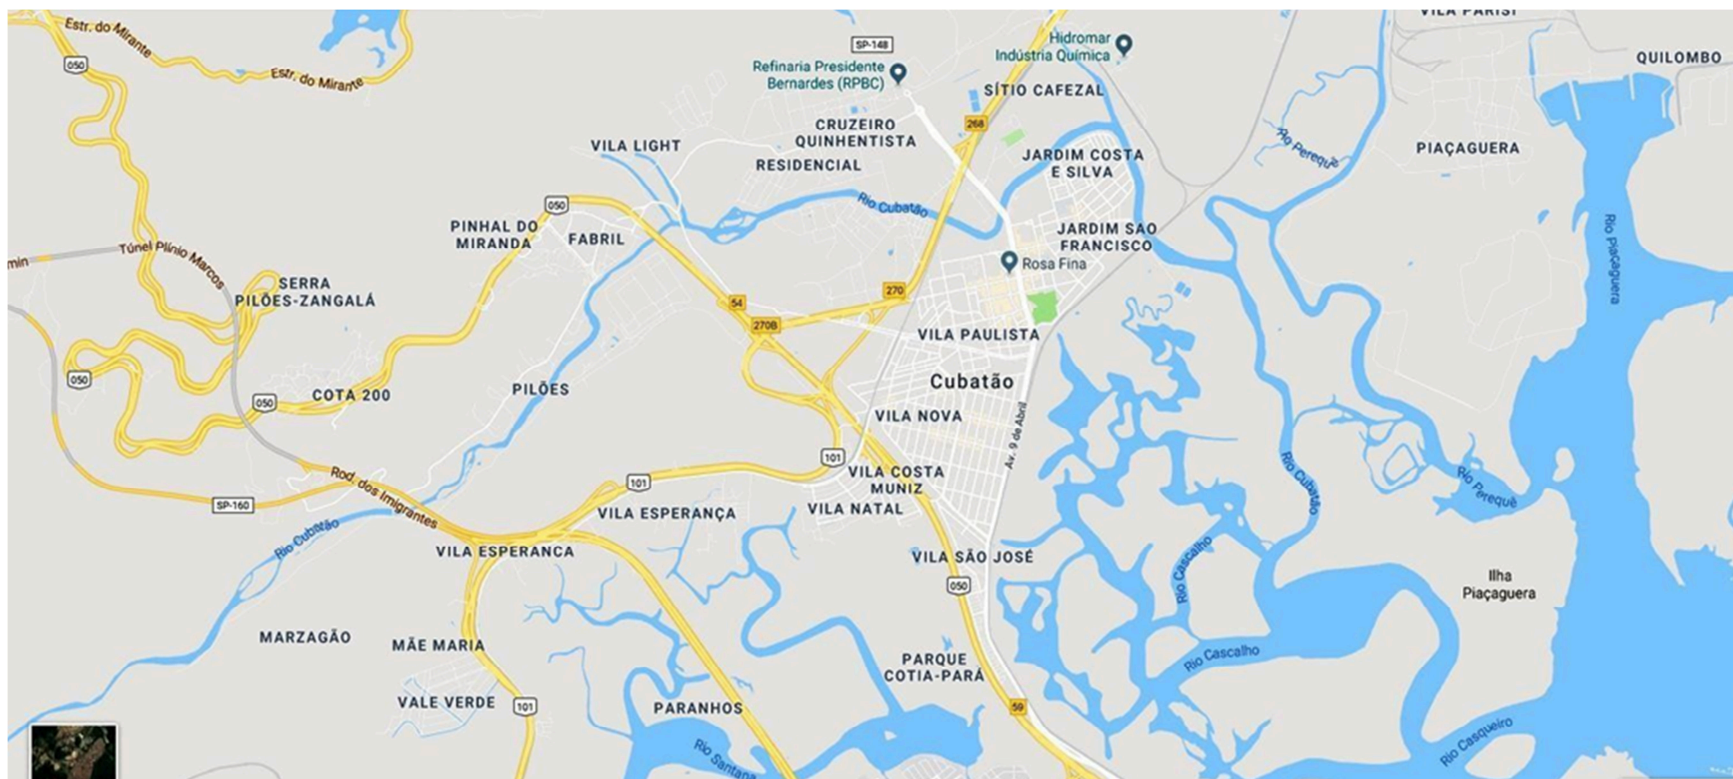 Estr. do Mirante
050
Estr. do Mirante
SP-148
Refinaria Presidente
Bernardes (RPBC)
Hidromar
Indústria Química
VILA PARISI
QUILOMBO
SÍTIO CAFEZAL
268
CRUZEIRO
QUINHENTISTA
VILA LIGHT
RESIDENCIAL
JARDIM COSTA
E SILVA
Rio Perequê
PIAÇAGUERA
050
Rio Cubatão
PINHAL DO
MIRANDA
FABRIL
JARDIM SAO
FRANCISCO
Rio Piaçaguera
Túnel Plínio Marcos
min
Rosa Fina
SERRA
PILÕES-ZANGALÁ
270
54
270B
VILA PAULISTA
050
Cubatão
PILÕES
COTA 200
050
VILA NOVA
Av. 9 de Abril
101
VILA COSTA
MUNIZ
Rod. dos Imigrantes
101
SP-160
VILA ESPERANÇA
VILA NATAL
Rio Cubatão
Rio Perequê
Rio Cubatão
VILA ESPERANCA
VILA SÃO JOSÉ
Rio Cascalho
050
Ilha
Piaçaguera
MARZAGÃO
MÃE MARIA
PARQUE
COTIA-PARÁ
Rio Cascalho
VALE VERDE
101
PARANHOS
59
Rio Santana
Rio Casqueiro